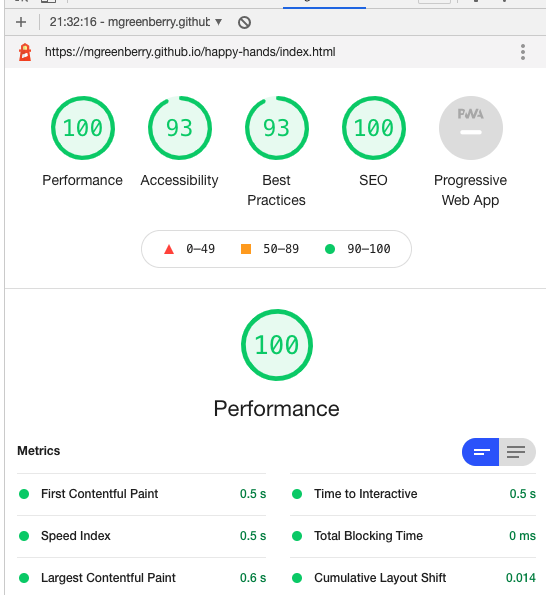 21:32:16 - mgreenberry.github
https://mgreenberry.github.io/happy-hands/index.html
100 93 93 100 PWA
Performance Accessibility Best Practices SEO Progressive Web App
0–49 50–89 90–100
100
Performance
Metrics
First Contentful Paint 0.5 s
Time to Interactive 0.5 s
Speed Index 0.5 s
Total Blocking Time 0 ms
Largest Contentful Paint 0.6 s
Cumulative Layout Shift 0.014